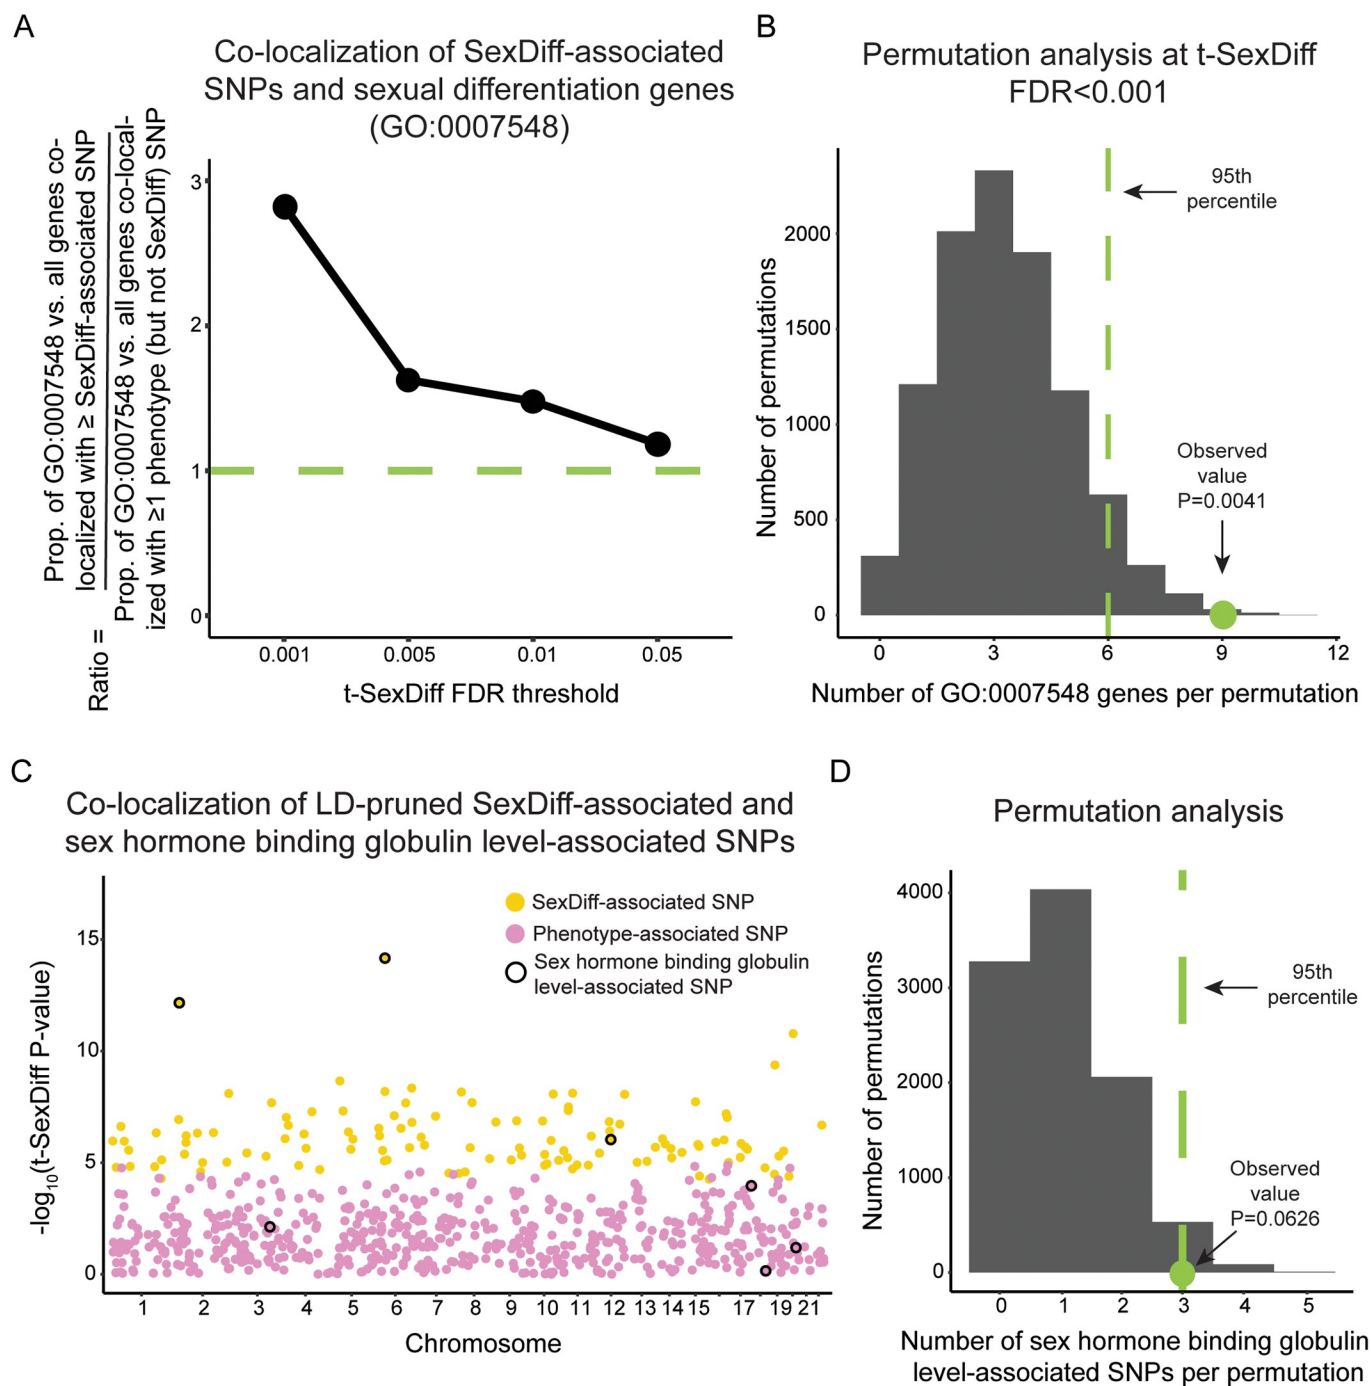 A
Co-localization of SexDiff-associated
SNPs and sexual differentiation genes
(GO:0007548)
Ratio =
Prop. of GO:0007548 vs. all genes co-
localized with ≥ SexDiff-associated SNP
Prop. of GO:0007548 vs. all genes co-local-
ized with ≥1 phenotype (but not SexDiff) SNP
3
2
1
0
0.001 0.005 0.01 0.05
t-SexDiff FDR threshold
B
Permutation analysis at t-SexDiff
FDR<0.001
Number of permutations
2000
1500
1000
500
0
95th
percentile
Observed
value
P=0.0041
0 3 6 9 12
Number of GO:0007548 genes per permutation
C
Co-localization of LD-pruned SexDiff-associated and
sex hormone binding globulin level-associated SNPs
-log10(t-SexDiff P-value)
15
10
5
0
SexDiff-associated SNP
Phenotype-associated SNP
Sex hormone binding globulin
level-associated SNP
1 2 3 4 5 6 7 8 9 10 11 12 13 14 15 17 19 21
Chromosome
D
Permutation analysis
Number of permutations
4000
3000
2000
1000
0
95th
percentile
Observed
value
P=0.0626
0 1 2 3 4 5
Number of sex hormone binding globulin
level-associated SNPs per permutation